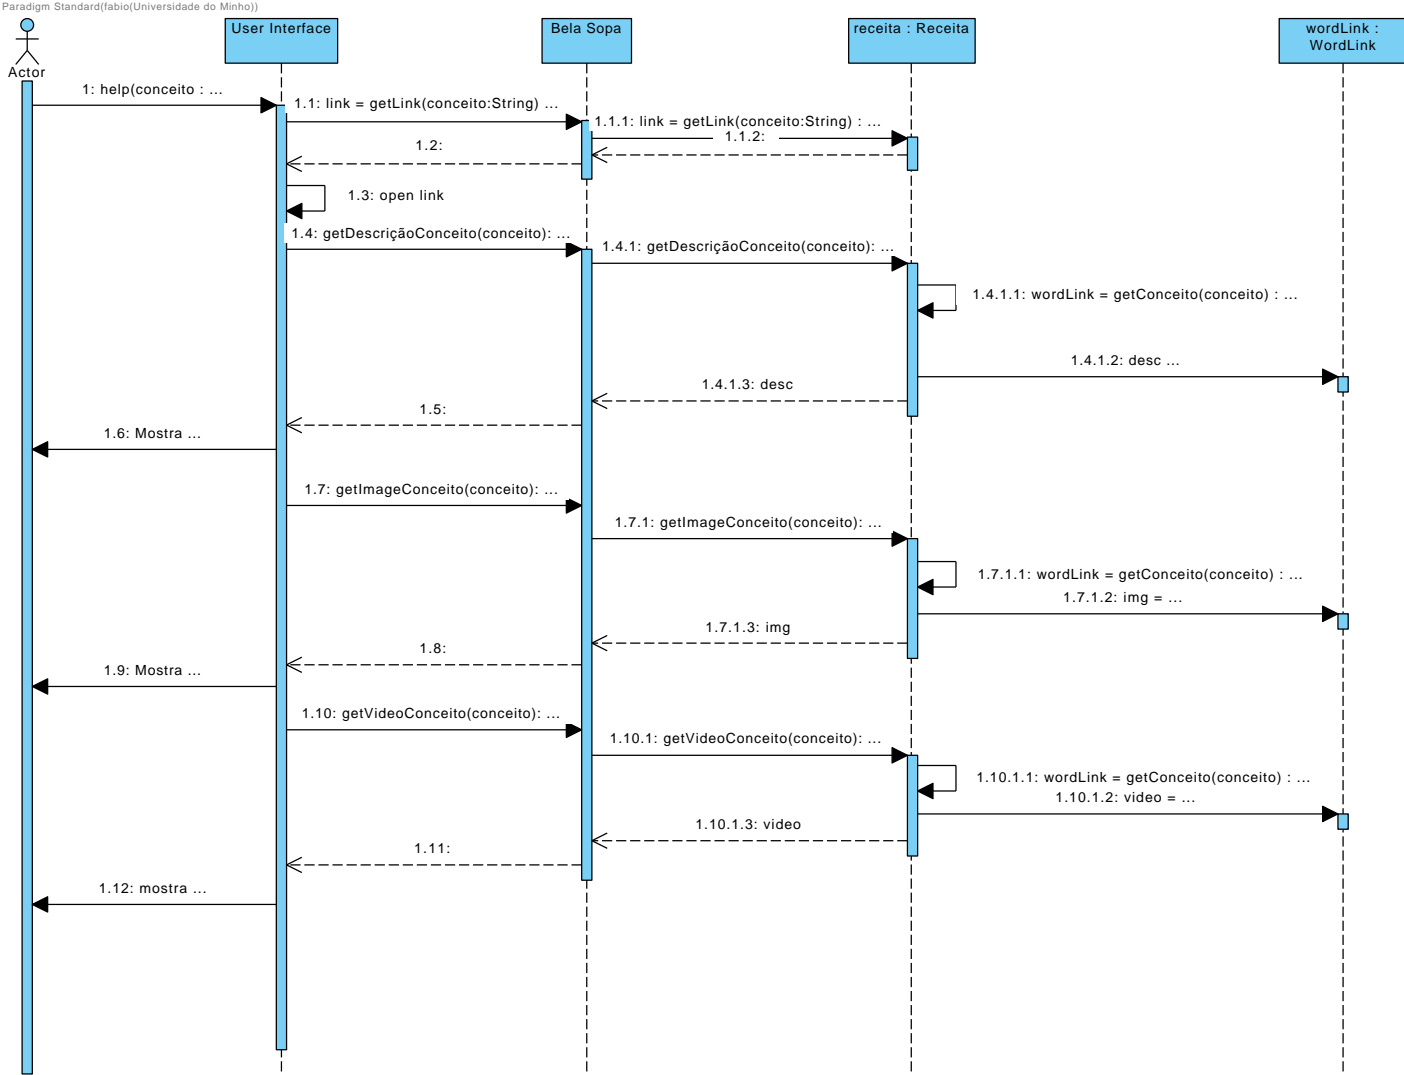 Paradigm Standard(fabio(Universidade do Minho))
Actor
User Interface
Bela Sopa
receita : Receita
wordLink :
WordLink
1: help(conceito : ...
1.1: link = getLink(conceito:String) ...
1.1.1: link = getLink(conceito:String) : ...
1.1.2:
1.2:
1.3: open link
1.4: getDescriçãoConceito(conceito): ...
1.4.1: getDescriçãoConceito(conceito): ...
1.4.1.1: wordLink = getConceito(conceito) : ...
1.4.1.2: desc ...
1.4.1.3: desc
1.5:
1.6: Mostra ...
1.7: getImageConceito(conceito): ...
1.7.1: getImageConceito(conceito): ...
1.7.1.1: wordLink = getConceito(conceito) : ...
1.7.1.2: img = ...
1.7.1.3: img
1.8:
1.9: Mostra ...
1.10: getVideoConceito(conceito): ...
1.10.1: getVideoConceito(conceito): ...
1.10.1.1: wordLink = getConceito(conceito) : ...
1.10.1.2: video = ...
1.10.1.3: video
1.11:
1.12: mostra ...